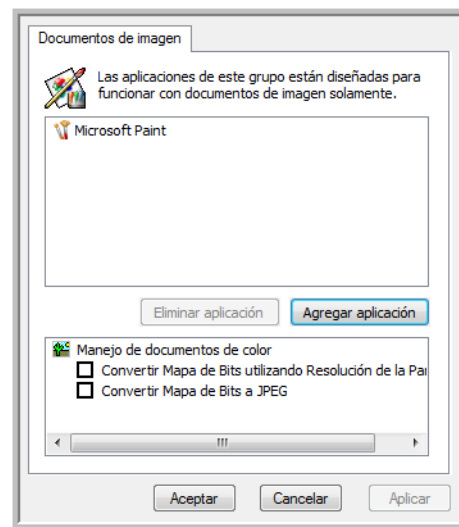 Documentos de imagen
Las aplicaciones de este grupo están diseñadas para
funcionar con documentos de imagen solamente.
Microsoft Paint
Eliminar aplicación
Agregar aplicación
Manejo de documentos de color
Convertir Mapa de Bits utilizando Resolución de la
Convertir Mapa de Bits a JPEG
Aceptar
Cancelar
Aplicar